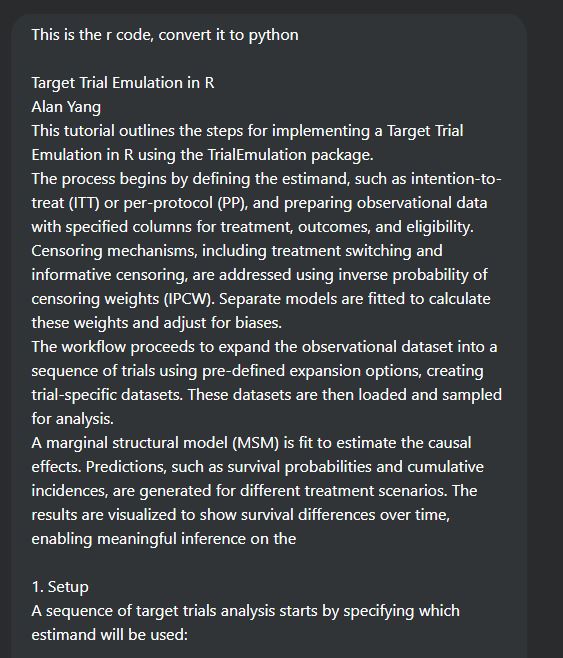 This is the r code, convert it to python
Target Trial Emulation in R
Alan Yang
This tutorial outlines the steps for implementing a Target Trial
Emulation in R using the TrialEmulation package.
The process begins by defining the estimand, such as intention-to-
treat (ITT) or per-protocol (PP), and preparing observational data
with specified columns for treatment, outcomes, and eligibility.
Censoring mechanisms, including treatment switching and
informative censoring, are addressed using inverse probability of
censoring weights (IPCW). Separate models are fitted to calculate
these weights and adjust for biases.
The workflow proceeds to expand the observational dataset into a
sequence of trials using pre-defined expansion options, creating
trial-specific datasets. These datasets are then loaded and sampled
for analysis.
A marginal structural model (MSM) is fit to estimate the causal
effects. Predictions, such as survival probabilities and cumulative
incidences, are generated for different treatment scenarios. The
results are visualized to show survival differences over time,
enabling meaningful inference on the
1. Setup
A sequence of target trials analysis starts by specifying which
estimand will be used: